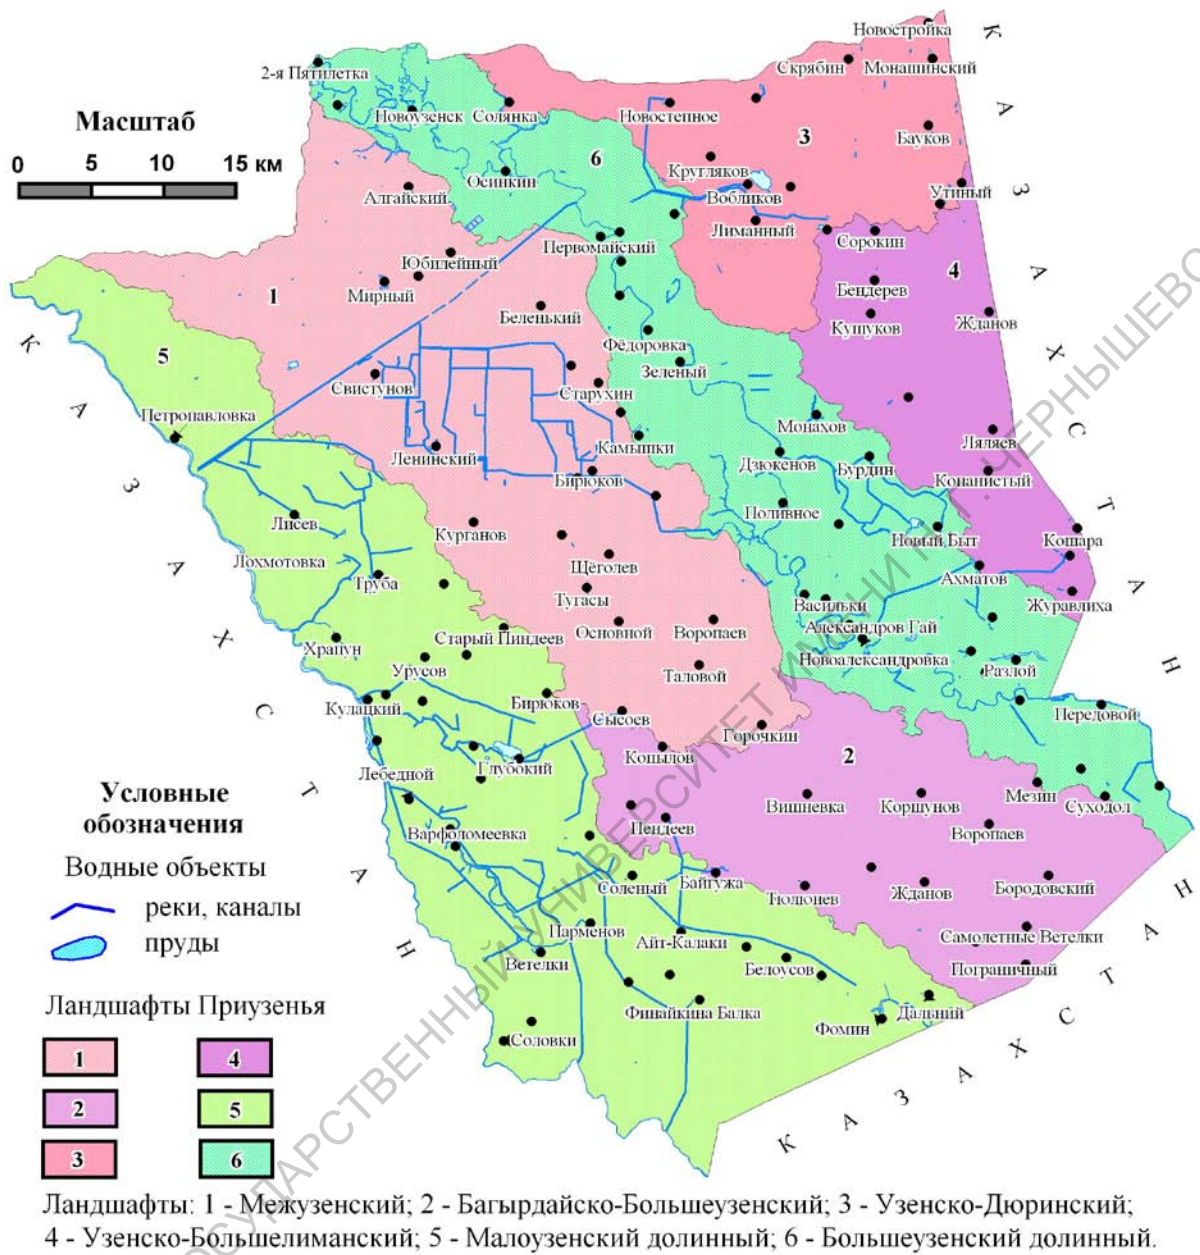 Новостройка
2-я Пятилетка
Скрябин
Монашинский
Масштаб
0 5 10 15 км
Новоузенск
Солянка
Новостепное
3
Бауков
6
Кругляков
Осинкин
Алгайский
Вобликов
Утиный
Лиманный
Первомайский
Сорокин
Юбилейный
4
1
Мирный
Бендерев
Беленький
Кушуков
Жданов
Фёдоровка
5
Зеленый
Свистунов
Старухин
Петропавловка
Монахов
Ляляев
Камышки
Ленинский
Дзюкенов
Бурдин
Бирюков
Конанистый
Поливное
Лисев
Курганов
Новый Быт
Кошара
Лохмотовка
Щёголев
Труба
Ахматов
Тугасы
Васильки
Журавлиха
Старый Пиндеев
Основной
Воропаев
Александров Гай
Храпун
Новоалександровка
Урусов
Таловой
Разлой
Кулацкий
Бирюков
Сысоев
Передовой
Горочкин
Копылов
2
Лебедной
Глубокий
Мезин
Вишневка
Коршунов
Суходол
Варфоломеевка
Пендеев
Воропаев
Соленый
Байгужа
Тюлюнев
Жданов
Бородовский
Парменов
Айт-Калаки
Самолетные Ветелки
Ветелки
Белоусов
Пограничный
Финайкина Балка
Дальний
Фомин
Соловки
КАЗАХСТАН
КАЗАХСТАН
КАЗАХСТАН
Условные
обозначения
Водные объекты
реки, каналы
пруды
Ландшафты Приузенья
1 4
2 5
3 6
Ландшафты: 1 - Межузенский; 2 - Багырдайско-Большеузенский; 3 - Узенско-Дюринский;
4 - Узенско-Большелиманский; 5 - Малоузенский долинный; 6 - Большеузенский долинный.
ГОСУДАРСТВЕННЫЙ УНИВЕРСИТЕТ ИМЕНИ Н. Г. ЧЕРНЫШЕВО